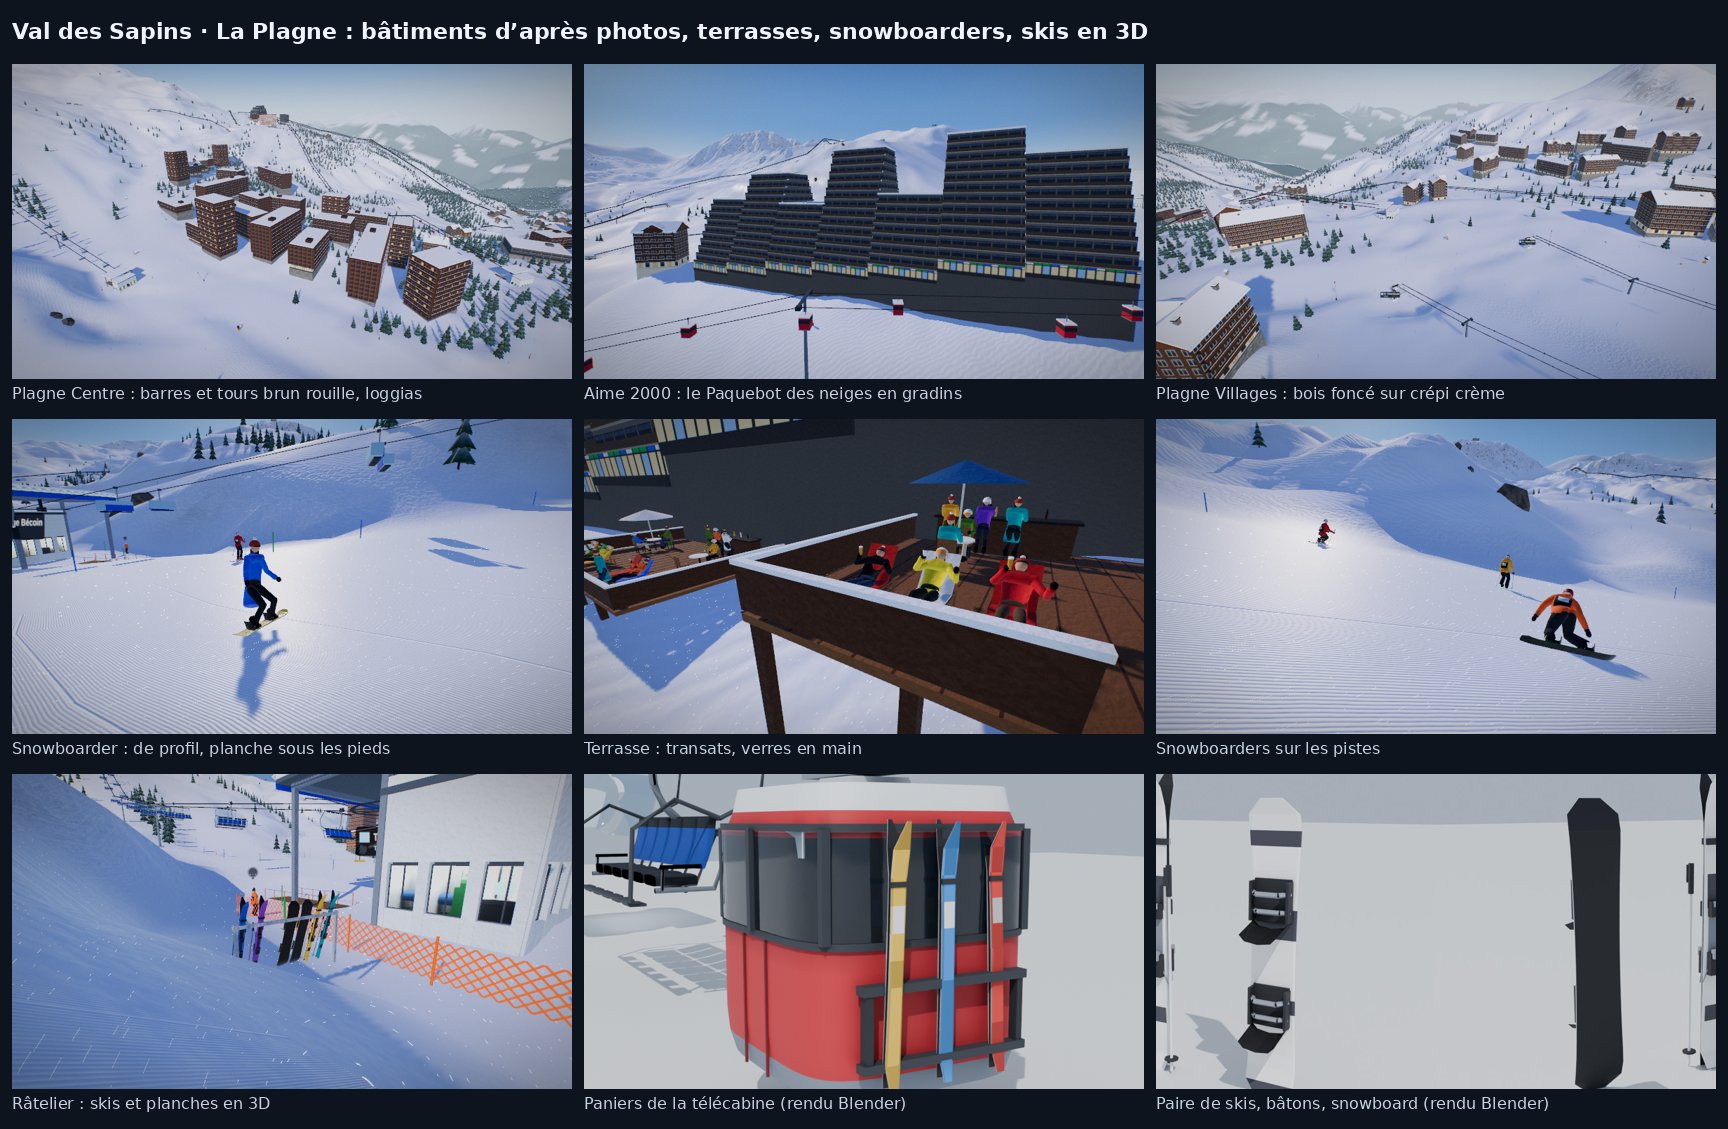 Val des Sapins · La Plagne : bâtiments d’après photos, terrasses, snowboarders, skis en 3D
Plagne Centre : barres et tours brun rouille, loggias
Aime 2000 : le Paquebot des neiges en gradins
Plagne Villages : bois foncé sur crépi crème
ge Bécoin
Snowboarder : de profil, planche sous les pieds
Terrasse : transats, verres en main
Snowboarders sur les pistes
Râtelier : skis et planches en 3D
Paniers de la télécabine (rendu Blender)
Paire de skis, bâtons, snowboard (rendu Blender)